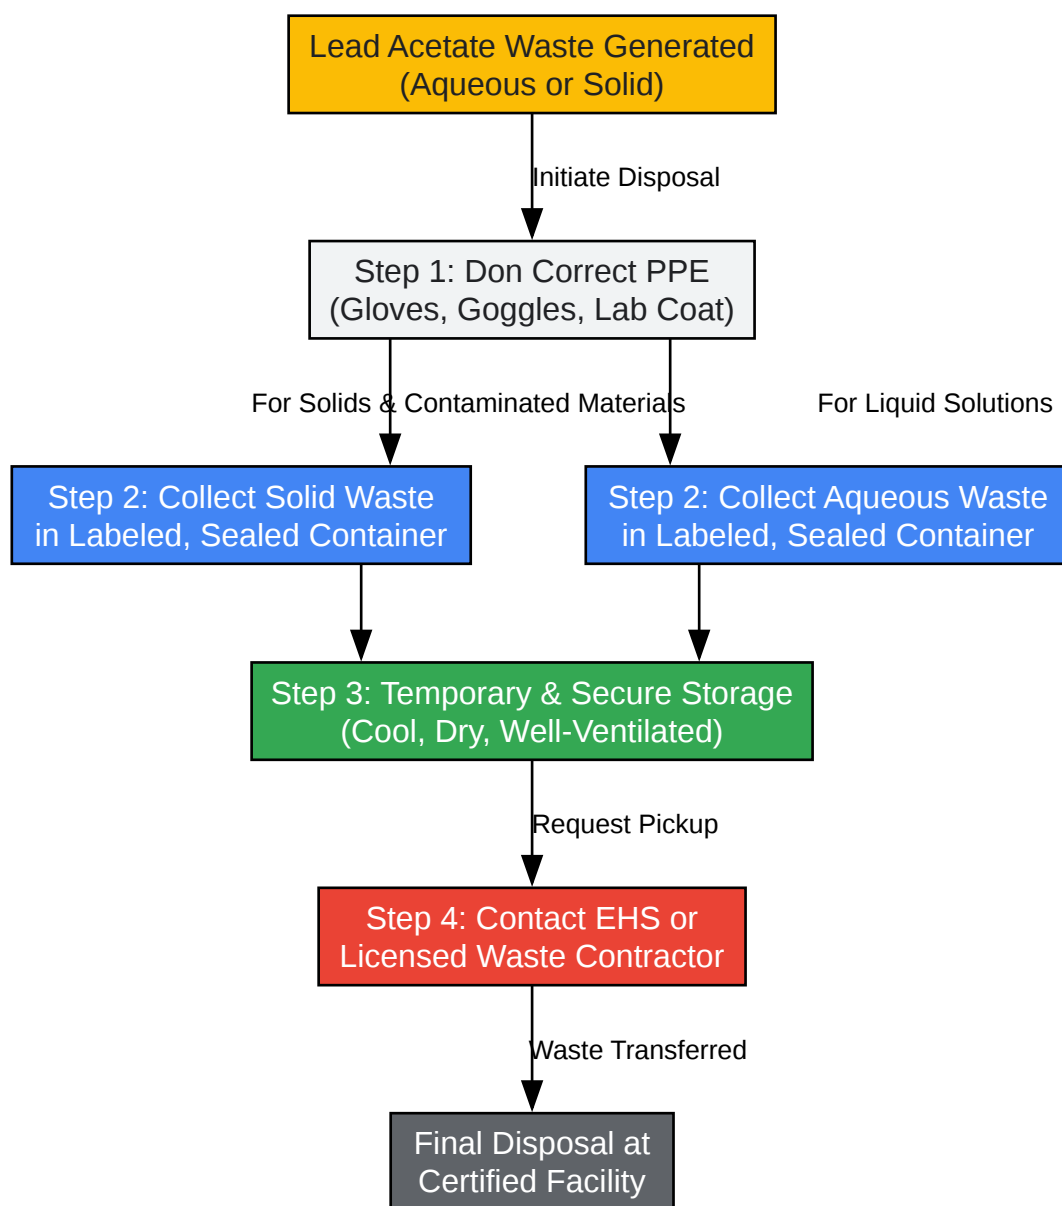 Lead Acetate Waste Generated
(Aqueous or Solid)
Initiate Disposal
Step 1: Don Correct PPE
(Gloves, Goggles, Lab Coat)
For Solids & Contaminated Materials
For Liquid Solutions
Step 2: Collect Solid Waste
in Labeled, Sealed Container
Step 2: Collect Aqueous Waste
in Labeled, Sealed Container
Step 3: Temporary & Secure Storage
(Cool, Dry, Well-Ventilated)
Request Pickup
Step 4: Contact EHS or
Licensed Waste Contractor
Waste Transferred
Final Disposal at
Certified Facility